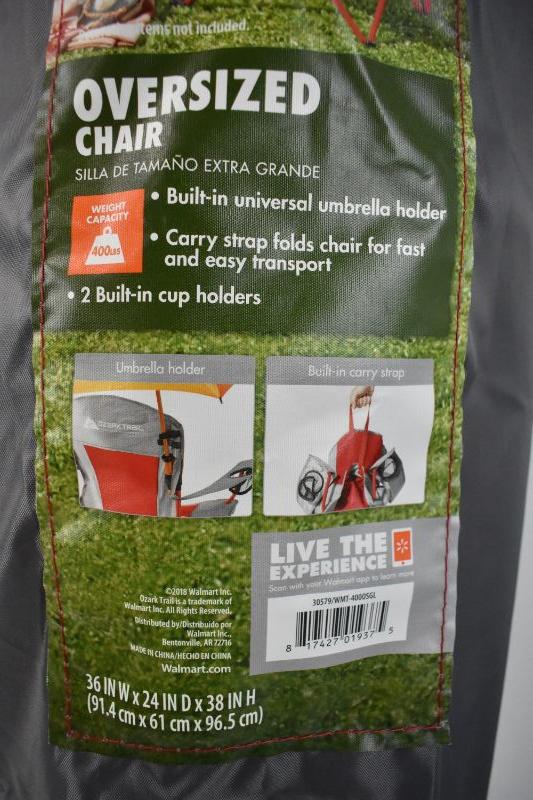 items not included.
OVERSIZED
CHAIR
SILLA DE TAMAÑO EXTRA GRANDE
WEIGHT
CAPACITY
400LBS
• Built-in universal umbrella holder
• Carry strap folds chair for fast
and easy transport
• 2 Built-in cup holders
Umbrella holder
Built-in carry strap
OZARK TRAIL
LIVE THE
EXPERIENCE
Scan with your Walmart app to learn more
30579/WMT-4000SGL
8 17427 01937 5
©2018 Walmart Inc.
Ozark Trail is a trademark of
Walmart Inc. All Rights Reserved.
Distributed by/Distribuido por
Walmart Inc.,
Bentonville, AR 72716
MADE IN CHINA/HECHO EN CHINA
Walmart.com
36 IN W x 24 IN D x 38 IN H
(91.4 cm x 61 cm x 96.5 cm)